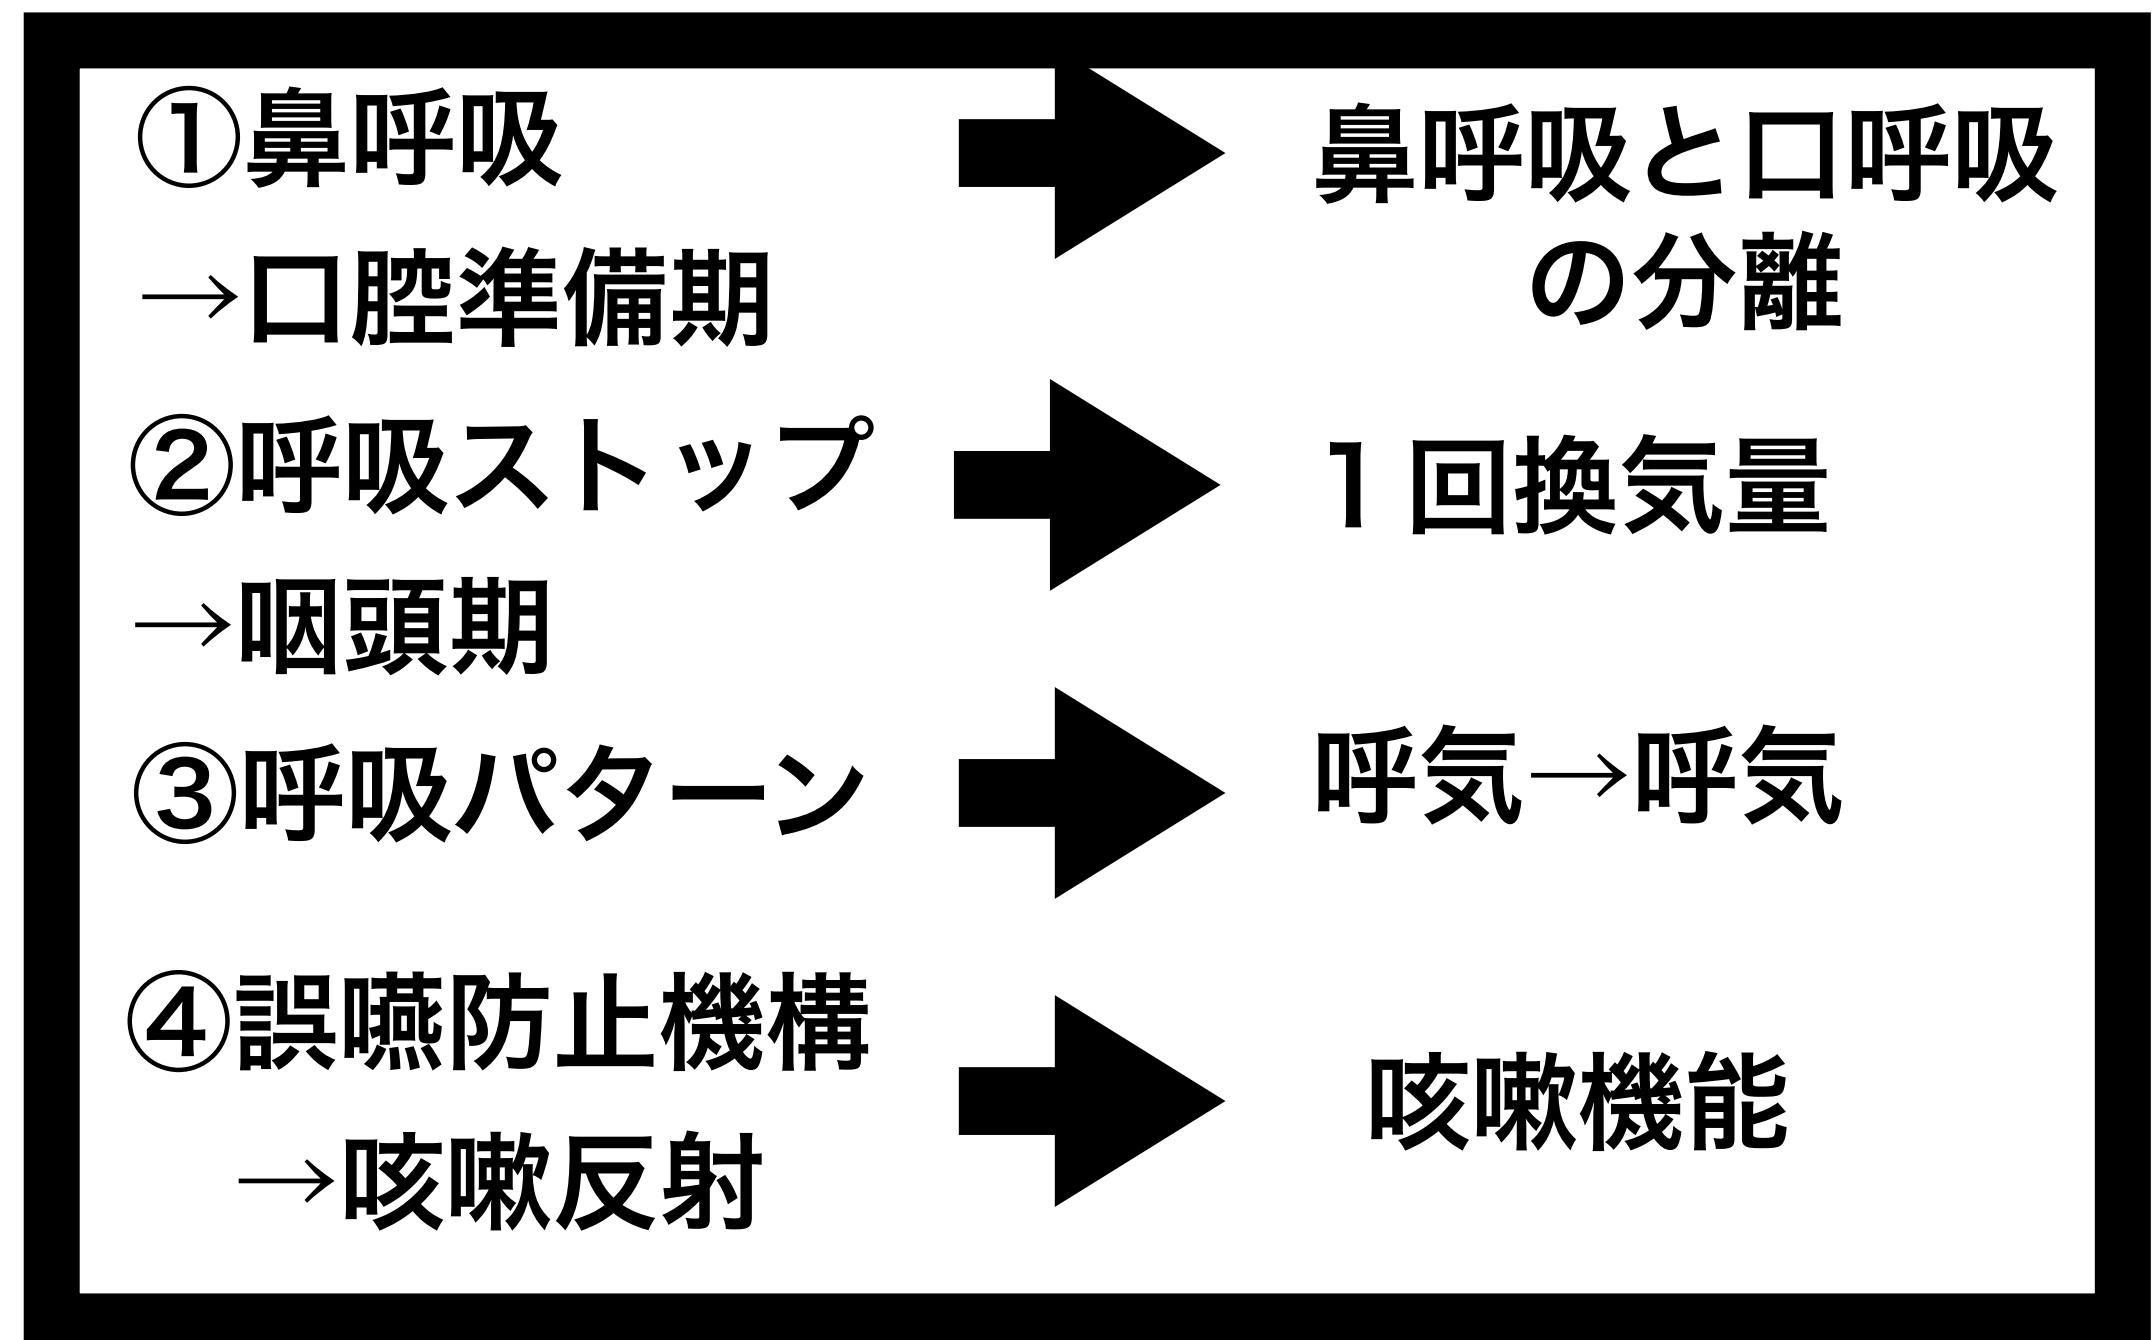 ①鼻呼吸
→口腔準備期
鼻呼吸と口呼吸
の分離
②呼吸ストップ
→咽頭期
１回換気量
③呼吸パターン
呼気→呼気
④誤嚥防止機構
→咳嗽反射
咳嗽機能